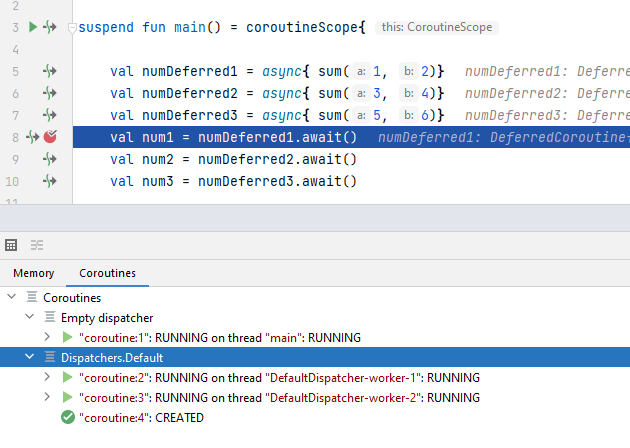 2
3 suspend fun main() = coroutineScope{ this: CoroutineScope
4
5 val numDeferred1 = async{ sum( a: 1, b: 2)} numDeferred1: Deferre
6 val numDeferred2 = async{ sum( a: 3, b: 4)} numDeferred2: Deferre
7 val numDeferred3 = async{ sum( a: 5, b: 6)} numDeferred3: Deferre
8 val num1 = numDeferred1.await() numDeferred1: DeferredCoroutine
9 val num2 = numDeferred2.await()
10 val num3 = numDeferred3.await()
11
Memory Coroutines
Coroutines
Empty dispatcher
"coroutine:1": RUNNING on thread "main": RUNNING
Dispatchers.Default
"coroutine:2": RUNNING on thread "DefaultDispatcher-worker-1": RUNNING
"coroutine:3": RUNNING on thread "DefaultDispatcher-worker-2": RUNNING
"coroutine:4": CREATED